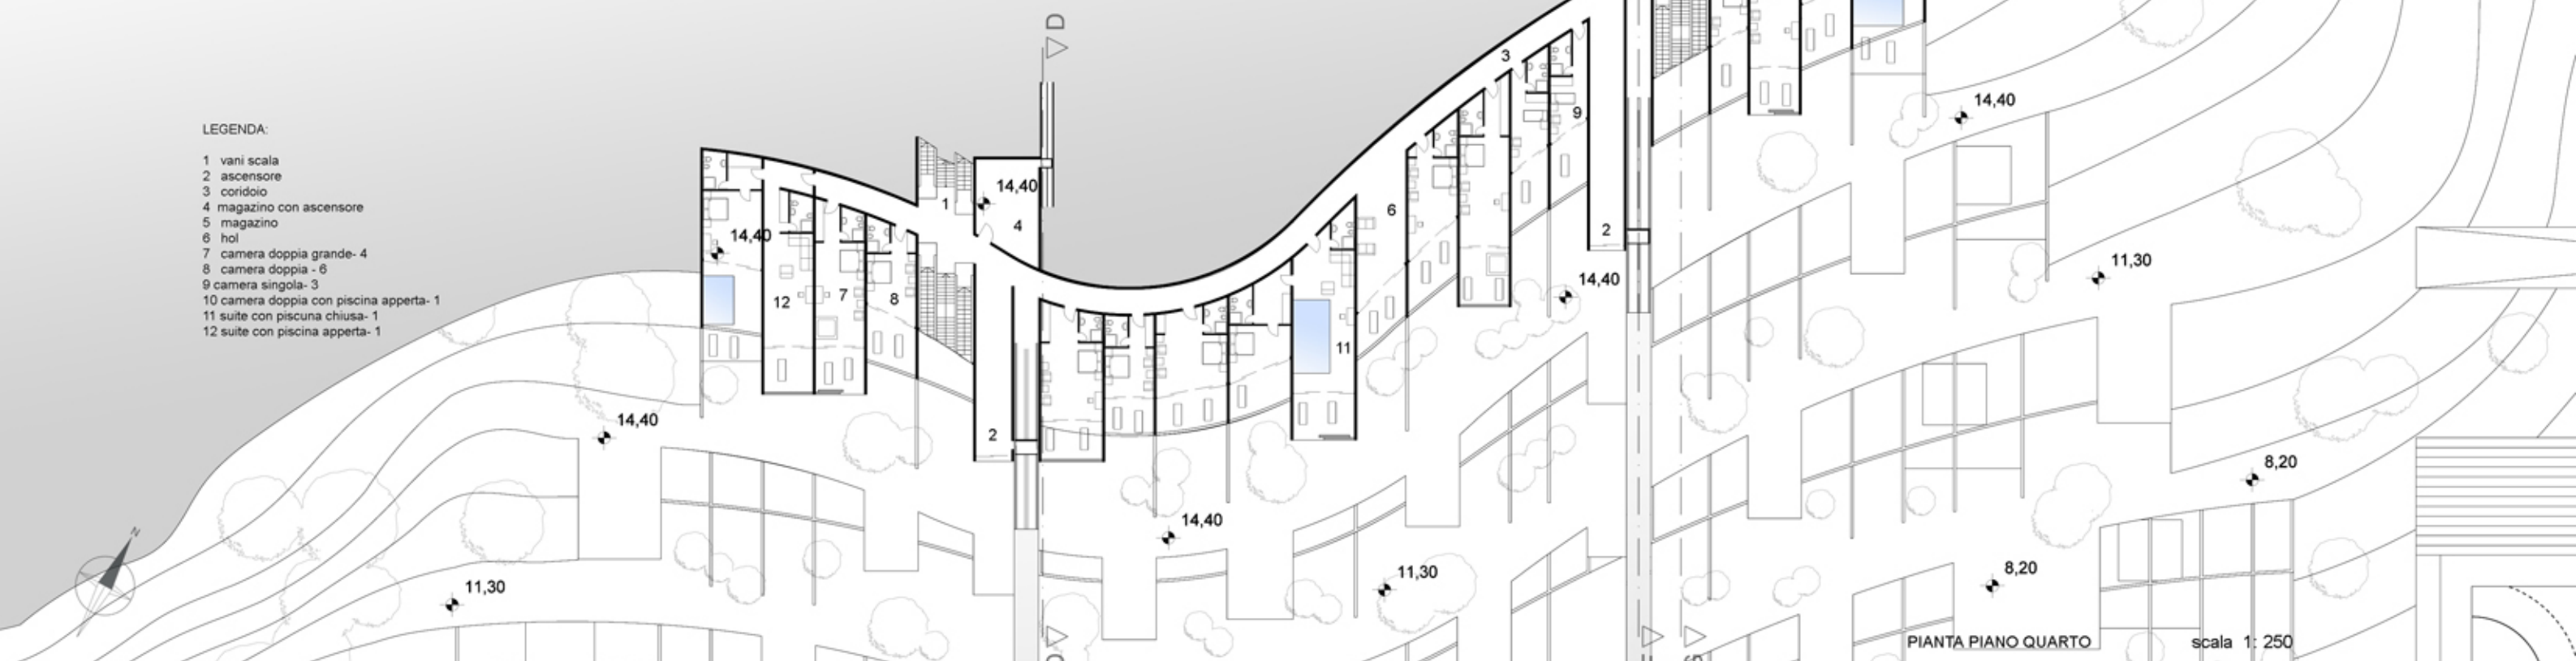 D
3
LEGENDA:
1 vani scala
2 ascensore
3 coridoio
4 magazino con ascensore
5 magazino
6 hol
7 camera doppia grande- 4
8 camera doppia - 6
9 camera singola- 3
10 camera doppia con piscina apperta- 1
11 suite con piscuna chiusa- 1
12 suite con piscina apperta- 1
14,40
9
14,40
1
4
6
14,40
2
11,30
14,40
12
7
8
11
14,40
2
8,20
14,40
N
11,30
11,30
8,20
PIANTA PIANO QUARTO
scala 1: 250